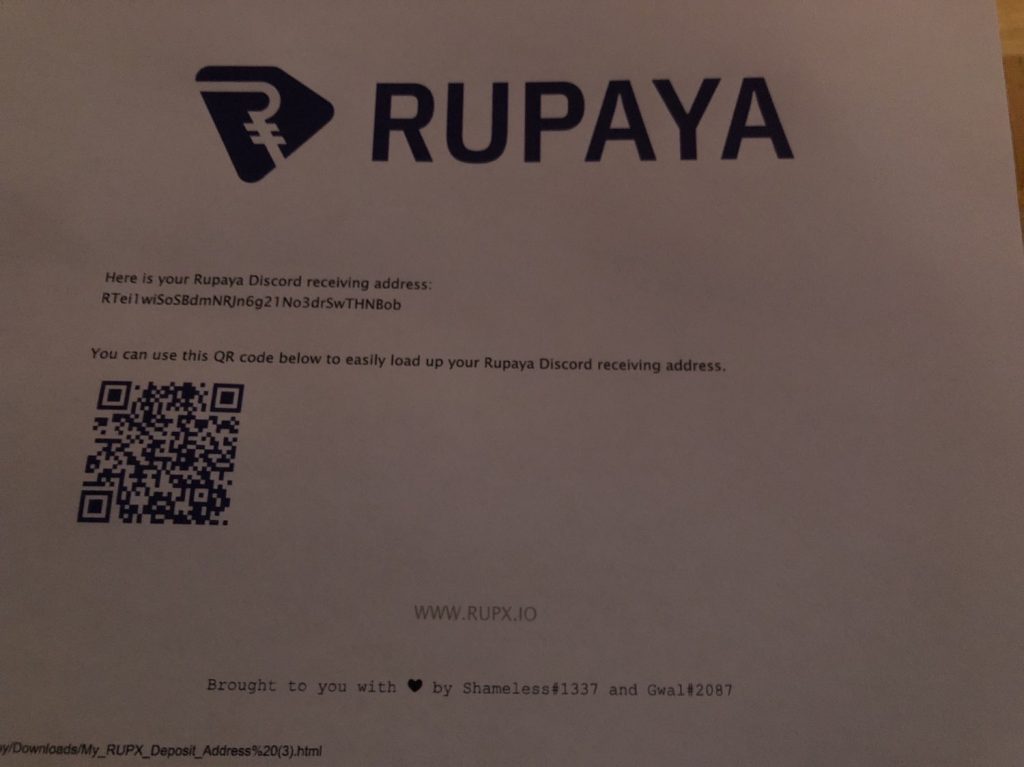 RUPAYA
Here is your Rupaya Discord receiving address:
RTei1wiSoSBdmNRJn6g21No3drSwTHNBob
You can use this QR code below to easily load up your Rupaya Discord receiving address.
WWW.RUPX.IO
Brought to you with ♥ by Shameless#1337 and Gwal#2087
y/Downloads/My_RUPX_Deposit_Address%20(3).html